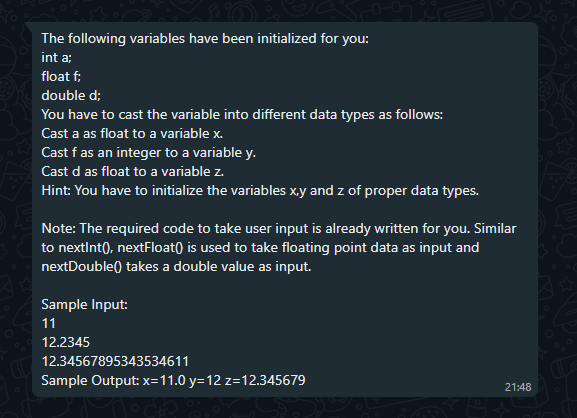 The following variables have been initialized for you:
int a;
float f;
double d;
You have to cast the variable into different data types as follows:
Cast a as float to a variable x.
Cast f as an integer to a variable y.
Cast d as float to a variable z.
Hint: You have to initialize the variables x,y and z of proper data types.

Note: The required code to take user input is already written for you. Similar
to nextInt(), nextFloat() is used to take floating point data as input and
nextDouble() takes a double value as input.

Sample Input:
11
12.2345
12.34567895343534611
Sample Output: x=11.0 y=12 z=12.345679
21:48